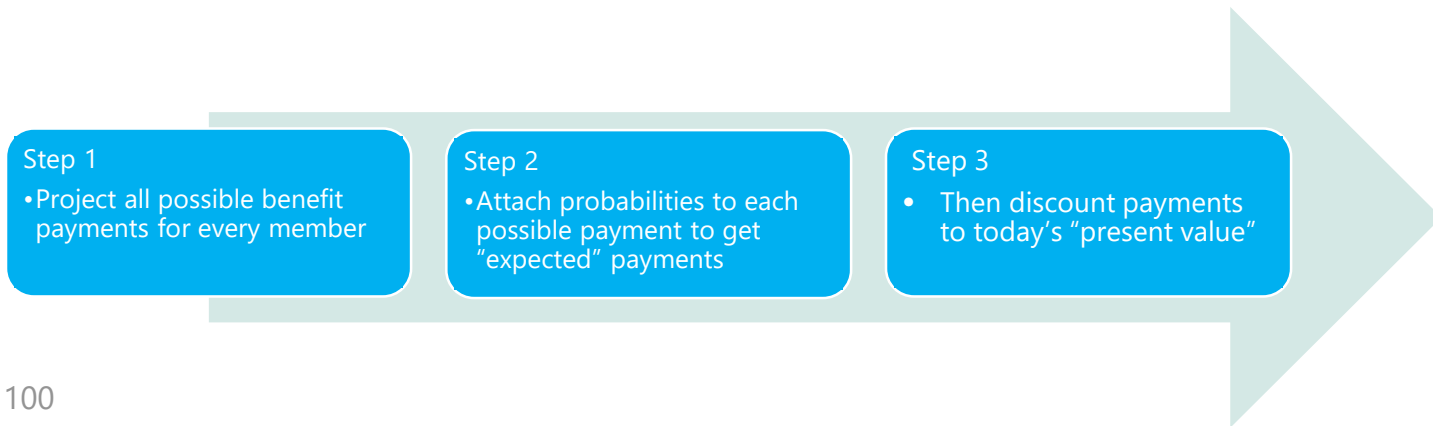 Step 1
•Project all possible benefit
payments for every member
Step 2
•Attach probabilities to each
possible payment to get
“expected” payments
Step 3
• Then discount payments
to today’s “present value”
100